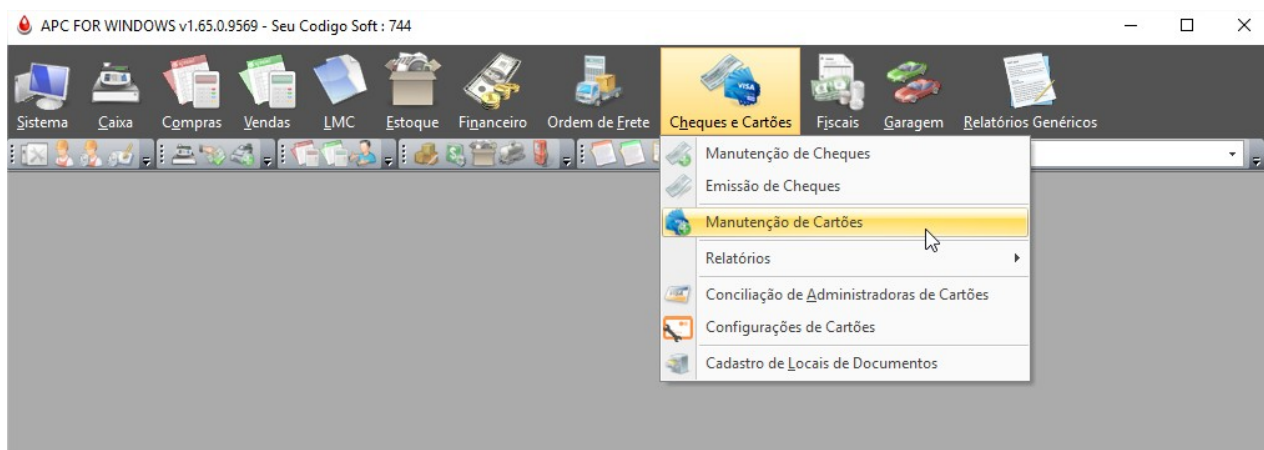 APC FOR WINDOWS v1.65.0.9569 - Seu Codigo Soft : 744
Sistema Caixa Compras Vendas LMC Estoque Financeiro Ordem de Frete Cheques e Cartões Fiscais Garagem Relatórios Genéricos
VISA
Manutenção de Cheques
Emissão de Cheques
Manutenção de Cartões
Relatórios
Conciliação de Administradoras de Cartões
Configurações de Cartões
Cadastro de Locais de Documentos